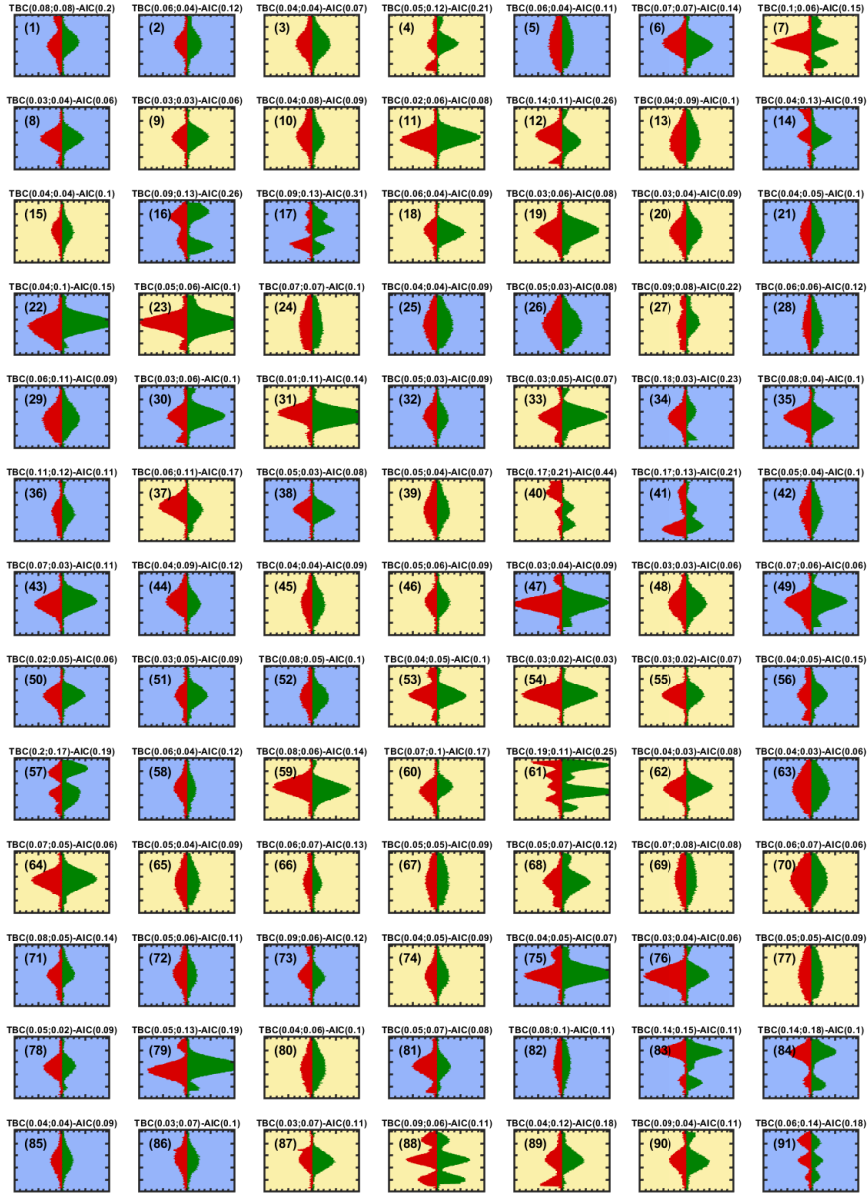 TBC(0.08;0.08)-AIC(0.2) TBC(0.06;0.04)-AIC(0.12) TBC(0.04;0.04)-AIC(0.07) TBC(0.05;0.12)-AIC(0.21) TBC(0.06;0.04)-AIC(0.11) TBC(0.07;0.07)-AIC(0.14) TBC(0.1;0.06)-AIC(0.15)
(1) (2) (3) (4) (5) (6) (7)
TBC(0.03;0.04)-AIC(0.06) TBC(0.03;0.03)-AIC(0.06) TBC(0.04;0.08)-AIC(0.09) TBC(0.02;0.06)-AIC(0.08) TBC(0.14;0.11)-AIC(0.26) TBC(0.04;0.09)-AIC(0.1) TBC(0.04;0.13)-AIC(0.19)
(8) (9) (10) (11) (12) (13) (14)
TBC(0.04;0.04)-AIC(0.1) TBC(0.09;0.13)-AIC(0.26) TBC(0.09;0.13)-AIC(0.31) TBC(0.06;0.04)-AIC(0.09) TBC(0.03;0.06)-AIC(0.08) TBC(0.03;0.04)-AIC(0.09) TBC(0.04;0.05)-AIC(0.1)
(15) (16) (17) (18) (19) (20) (21)
TBC(0.04;0.1)-AIC(0.15) TBC(0.05;0.06)-AIC(0.1) TBC(0.07;0.07)-AIC(0.1) TBC(0.04;0.04)-AIC(0.09) TBC(0.05;0.03)-AIC(0.08) TBC(0.09;0.08)-AIC(0.22) TBC(0.06;0.06)-AIC(0.12)
(22) (23) (24) (25) (26) (27) (28)
TBC(0.06;0.11)-AIC(0.09) TBC(0.03;0.06)-AIC(0.1) TBC(0.01;0.11)-AIC(0.14) TBC(0.05;0.03)-AIC(0.09) TBC(0.03;0.05)-AIC(0.07) TBC(0.18;0.03)-AIC(0.23) TBC(0.08;0.04)-AIC(0.1)
(29) (30) (31) (32) (33) (34) (35)
TBC(0.11;0.12)-AIC(0.11) TBC(0.06;0.11)-AIC(0.17) TBC(0.05;0.03)-AIC(0.08) TBC(0.05;0.04)-AIC(0.07) TBC(0.17;0.21)-AIC(0.44) TBC(0.17;0.13)-AIC(0.21) TBC(0.05;0.04)-AIC(0.1)
(36) (37) (38) (39) (40) (41) (42)
TBC(0.07;0.03)-AIC(0.11) TBC(0.04;0.09)-AIC(0.12) TBC(0.04;0.04)-AIC(0.09) TBC(0.05;0.06)-AIC(0.09) TBC(0.03;0.04)-AIC(0.09) TBC(0.03;0.03)-AIC(0.06) TBC(0.07;0.06)-AIC(0.06)
(43) (44) (45) (46) (47) (48) (49)
TBC(0.02;0.05)-AIC(0.06) TBC(0.03;0.05)-AIC(0.09) TBC(0.08;0.05)-AIC(0.1) TBC(0.04;0.05)-AIC(0.1) TBC(0.03;0.02)-AIC(0.03) TBC(0.03;0.02)-AIC(0.07) TBC(0.04;0.05)-AIC(0.15)
(50) (51) (52) (53) (54) (55) (56)
TBC(0.2;0.17)-AIC(0.19) TBC(0.06;0.04)-AIC(0.12) TBC(0.08;0.06)-AIC(0.14) TBC(0.07;0.1)-AIC(0.17) TBC(0.19;0.11)-AIC(0.25) TBC(0.04;0.03)-AIC(0.08) TBC(0.04;0.03)-AIC(0.06)
(57) (58) (59) (60) (61) (62) (63)
TBC(0.07;0.05)-AIC(0.06) TBC(0.05;0.04)-AIC(0.09) TBC(0.06;0.07)-AIC(0.13) TBC(0.05;0.05)-AIC(0.09) TBC(0.05;0.07)-AIC(0.12) TBC(0.07;0.08)-AIC(0.08) TBC(0.06;0.07)-AIC(0.06)
(64) (65) (66) (67) (68) (69) (70)
TBC(0.08;0.05)-AIC(0.14) TBC(0.05;0.06)-AIC(0.11) TBC(0.09;0.06)-AIC(0.12) TBC(0.04;0.05)-AIC(0.09) TBC(0.04;0.05)-AIC(0.07) TBC(0.03;0.04)-AIC(0.06) TBC(0.05;0.05)-AIC(0.09)
(71) (72) (73) (74) (75) (76) (77)
TBC(0.05;0.02)-AIC(0.09) TBC(0.05;0.13)-AIC(0.19) TBC(0.04;0.06)-AIC(0.1) TBC(0.05;0.07)-AIC(0.08) TBC(0.08;0.1)-AIC(0.11) TBC(0.14;0.15)-AIC(0.11) TBC(0.14;0.18)-AIC(0.1)
(78) (79) (80) (81) (82) (83) (84)
TBC(0.04;0.04)-AIC(0.09) TBC(0.03;0.07)-AIC(0.1) TBC(0.03;0.07)-AIC(0.11) TBC(0.09;0.06)-AIC(0.11) TBC(0.04;0.12)-AIC(0.18) TBC(0.09;0.04)-AIC(0.11) TBC(0.06;0.14)-AIC(0.18)
(85) (86) (87) (88) (89) (90) (91)